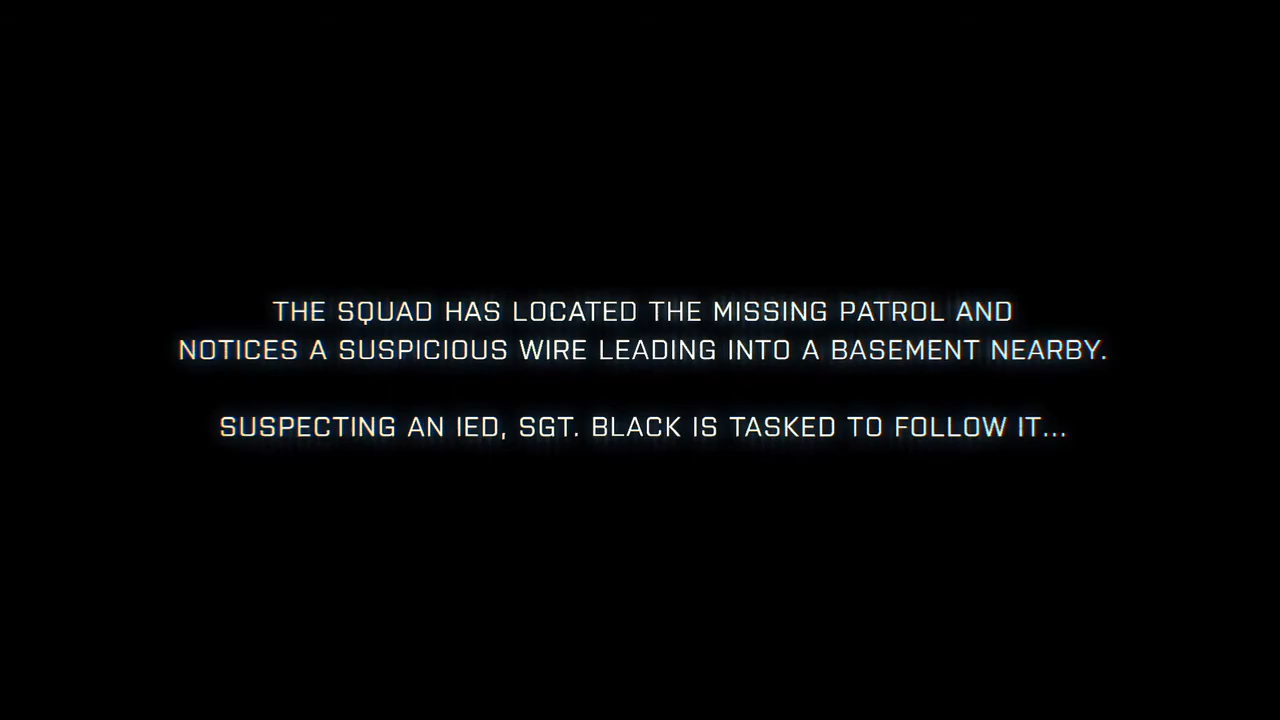 THE SQUAD HAS LOCATED THE MISSING PATROL AND
NOTICES A SUSPICIOUS WIRE LEADING INTO A BASEMENT NEARBY.
SUSPECTING AN IED, SGT. BLACK IS TASKED TO FOLLOW IT...